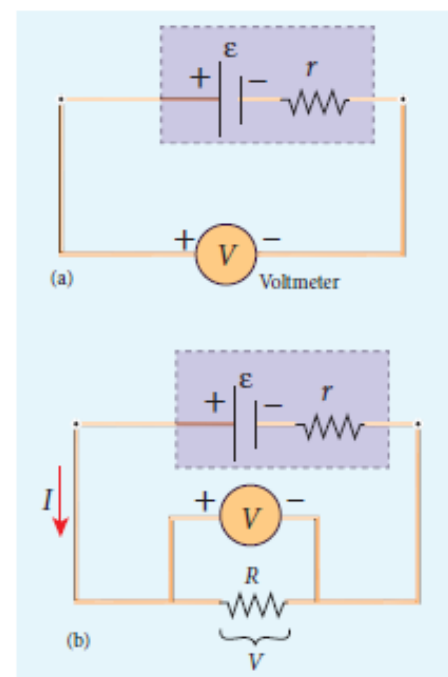 ε
+ − r
+ V −
Voltmeter
(a)
ε
+ − r
I
+ V −
R
V
(b)